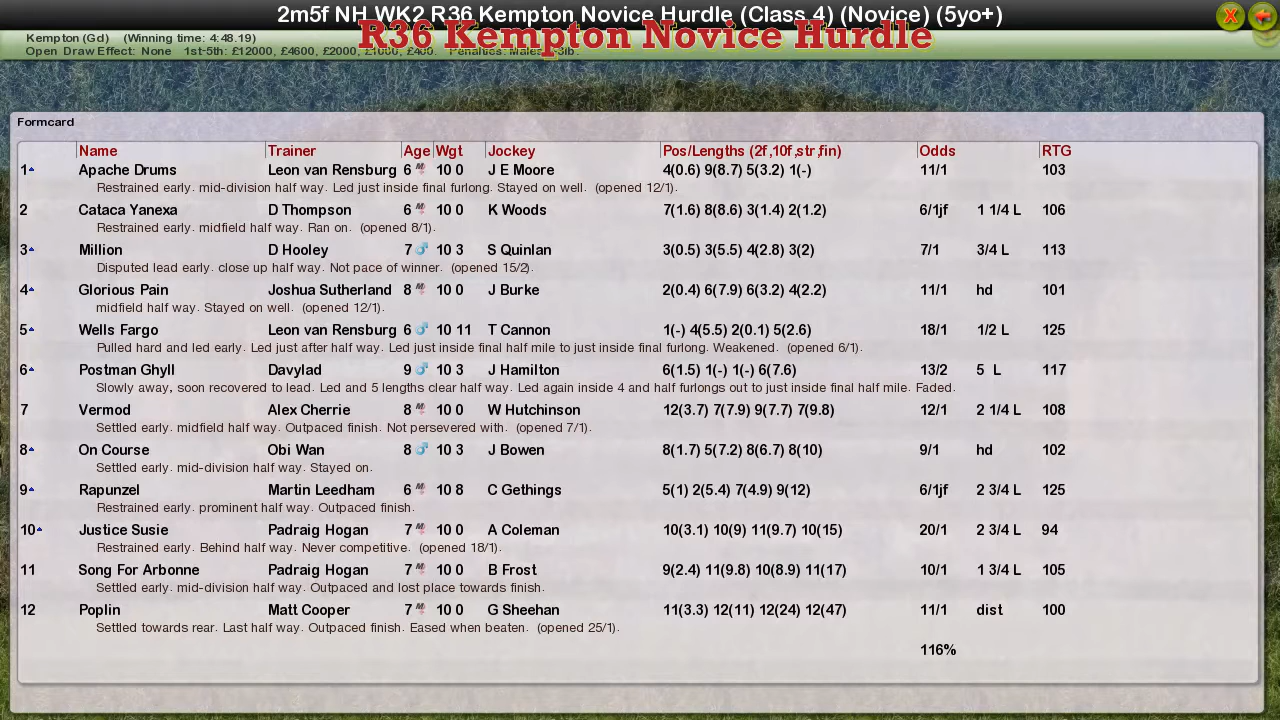 2m5f NH WK2 R36 Kempton Novice Hurdle (Class 4) (Novice) (5yo+)
R36 Kempton Novice Hurdle
Kempton (Gd) (Winning time: 4:48.19)
Open Draw Effect: None 1st-5th: £12000, £4600, £2000, £1000, £400. Penalties: Males
Formcard
Name Trainer Age Wgt Jockey Pos/Lengths (2f,10f,str,fin) Odds RTG
1 Apache Drums Leon van Rensburg 6 10 0 J E Moore 4(0.6) 9(8.7) 5(3.2) 1(-) 11/1 103
Restrained early. mid-division half way. Led just inside final furlong. Stayed on well. (opened 12/1).
2 Cataca Yanexa D Thompson 6 10 0 K Woods 7(1.6) 8(8.6) 3(1.4) 2(1.2) 6/1jf 1 1/4 L 106
Restrained early. midfield half way. Ran on. (opened 8/1).
3 Million D Hooley 7 10 3 S Quinlan 3(0.5) 3(5.5) 4(2.8) 3(2) 7/1 3/4 L 113
Disputed lead early. close up half way. Not pace of winner. (opened 15/2).
4 Glorious Pain Joshua Sutherland 8 10 0 J Burke 2(0.4) 6(7.9) 6(3.2) 4(2.2) 11/1 hd 101
midfield half way. Stayed on well. (opened 12/1).
5 Wells Fargo Leon van Rensburg 6 10 11 T Cannon 1(-) 4(5.5) 2(0.1) 5(2.6) 18/1 1/2 L 125
Pulled hard and led early. Led just after half way. Led just inside final half mile to just inside final furlong. Weakened. (opened 6/1).
6 Postman Ghyll Davylad 9 10 3 J Hamilton 6(1.5) 1(-) 1(-) 6(7.6) 13/2 5 L 117
Slowly away, soon recovered to lead. Led and 5 lengths clear half way. Led again inside 4 and half furlongs out to just inside final half mile. Faded.
7 Vermod Alex Cherrie 8 10 0 W Hutchinson 12(3.7) 7(7.9) 9(7.7) 7(9.8) 12/1 2 1/4 L 108
Settled early. midfield half way. Outpaced finish. Not persevered with. (opened 7/1).
8 On Course Obi Wan 8 10 3 J Bowen 8(1.7) 5(7.2) 8(6.7) 8(10) 9/1 hd 102
Settled early. mid-division half way. Stayed on.
9 Rapunzel Martin Leedham 6 10 8 C Gethings 5(1) 2(5.4) 7(4.9) 9(12) 6/1jf 2 3/4 L 125
Restrained early. prominent half way. Outpaced finish.
10 Justice Susie Padraig Hogan 7 10 0 A Coleman 10(3.1) 10(9) 11(9.7) 10(15) 20/1 2 3/4 L 94
Restrained early. Behind half way. Never competitive. (opened 18/1).
11 Song For Arbonne Padraig Hogan 7 10 0 B Frost 9(2.4) 11(9.8) 10(8.9) 11(17) 10/1 1 3/4 L 105
Settled early. mid-division half way. Outpaced and lost place towards finish.
12 Poplin Matt Cooper 7 10 0 G Sheehan 11(3.3) 12(11) 12(24) 12(47) 11/1 dist 100
Settled towards rear. Last half way. Outpaced finish. Eased when beaten. (opened 25/1).
116%